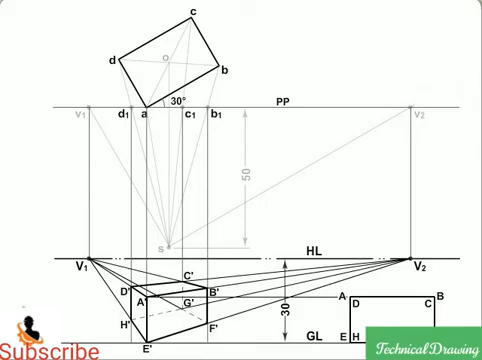 c
d
o
b
30°
V1
d1
a
c1
b1
PP
V2
50
S
HL
V1
V2
C'
D'
B'
A'
G'
A
B
D
C
30
H'
F'
GL
E
H
E'
Subscribe
Technical Drawing